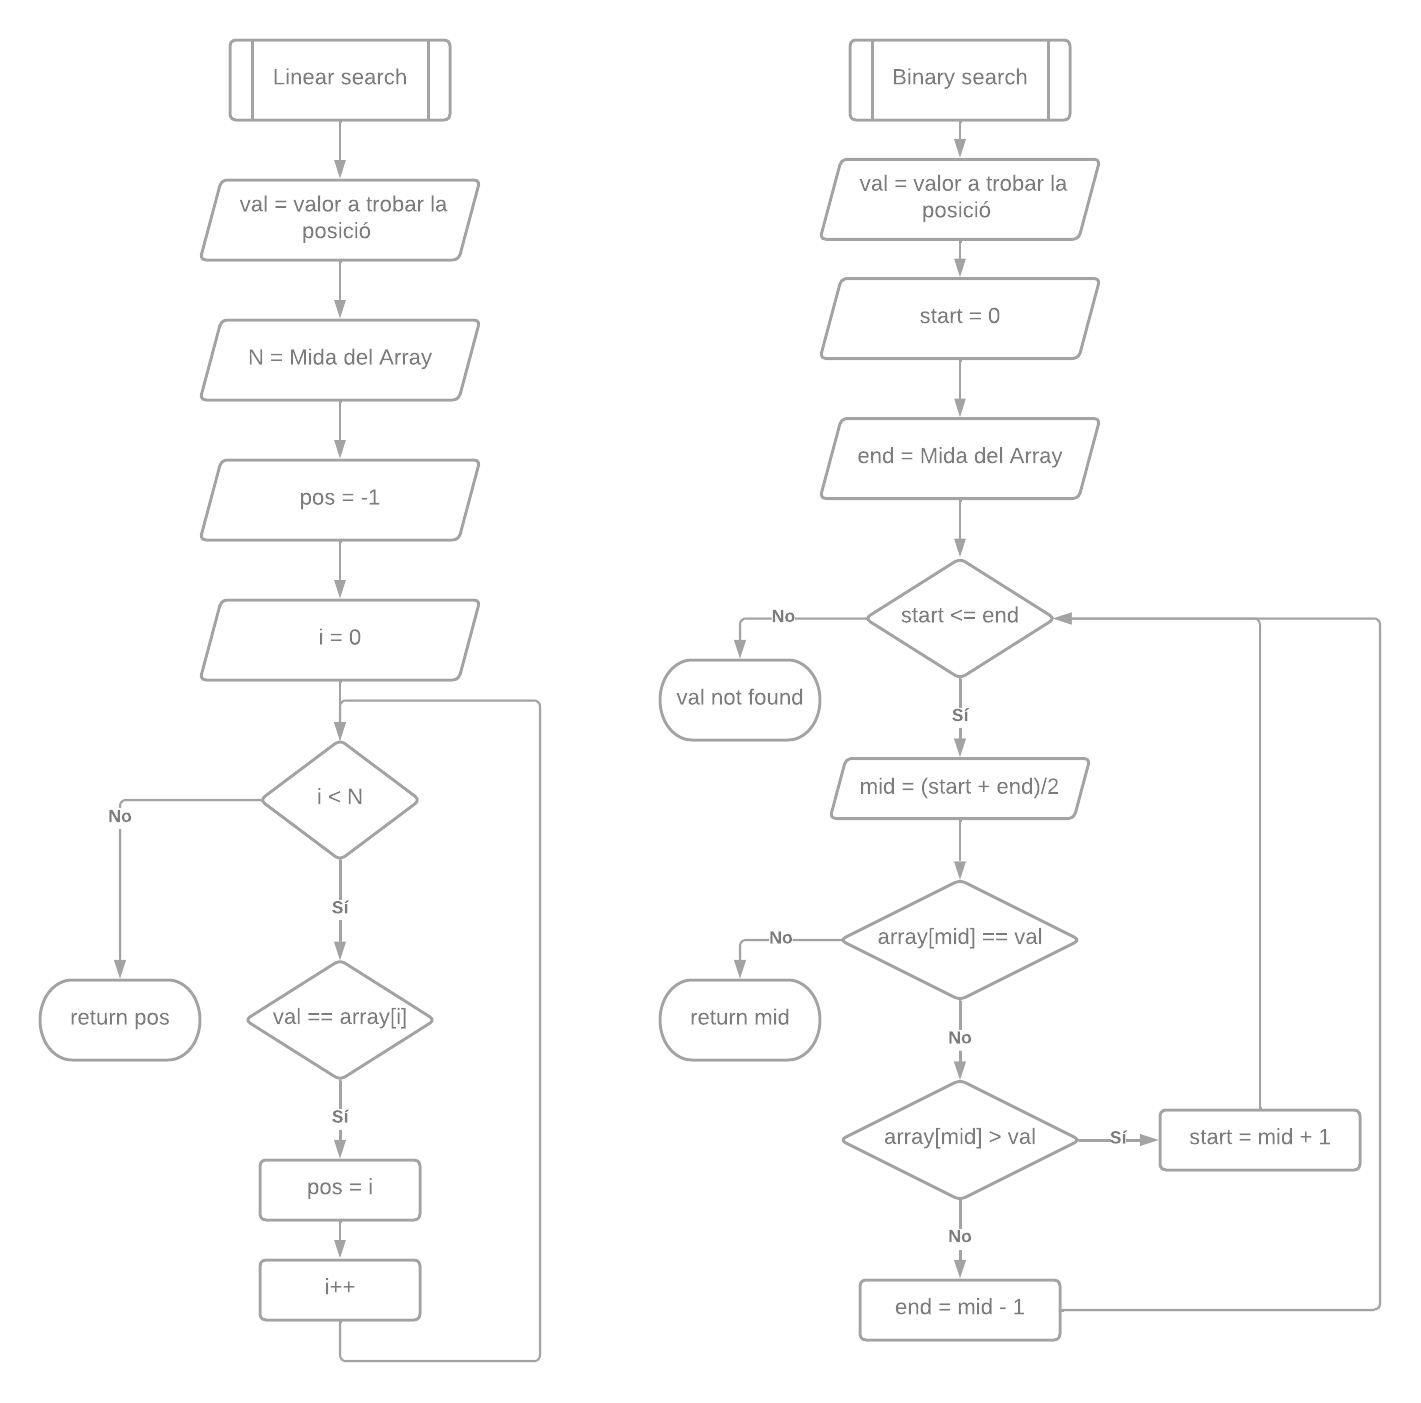 Linear search
val = valor a trobar la
posició
N = Mida del Array
pos = -1
i = 0
i < N
No
Sí
return pos
val == array[i]
Sí
pos = i
i++
Binary search
val = valor a trobar la
posició
start = 0
end = Mida del Array
start <= end
No
val not found
Sí
mid = (start + end)/2
array[mid] == val
No
return mid
No
array[mid] > val
Sí
start = mid + 1
No
end = mid - 1